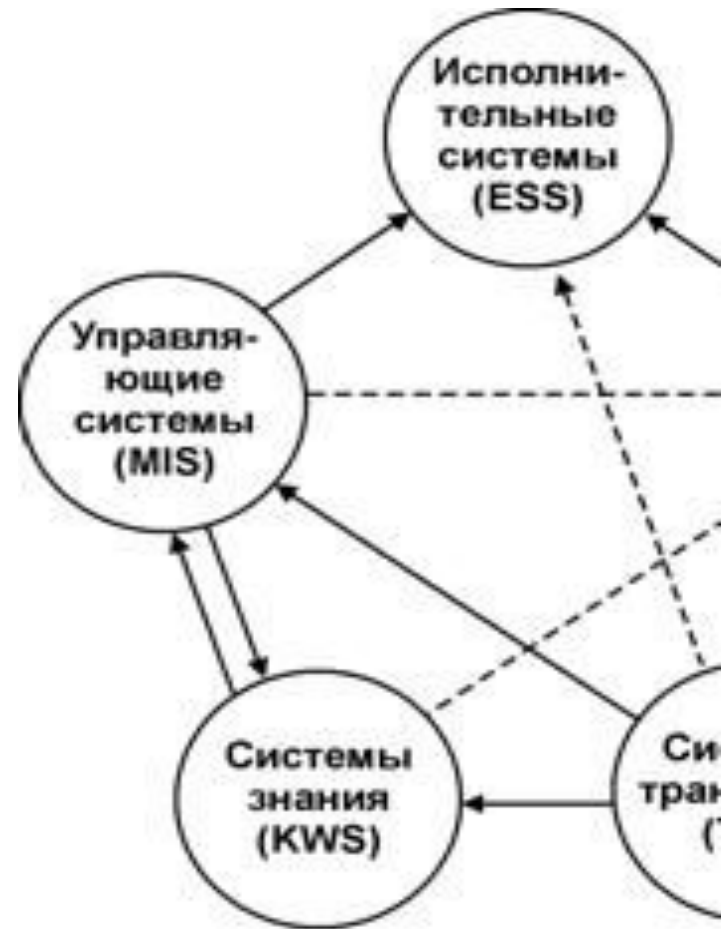 Исполни-
тельные
системы
(ESS)
Управля-
ющие
системы
(MIS)
Системы
знания
(KWS)